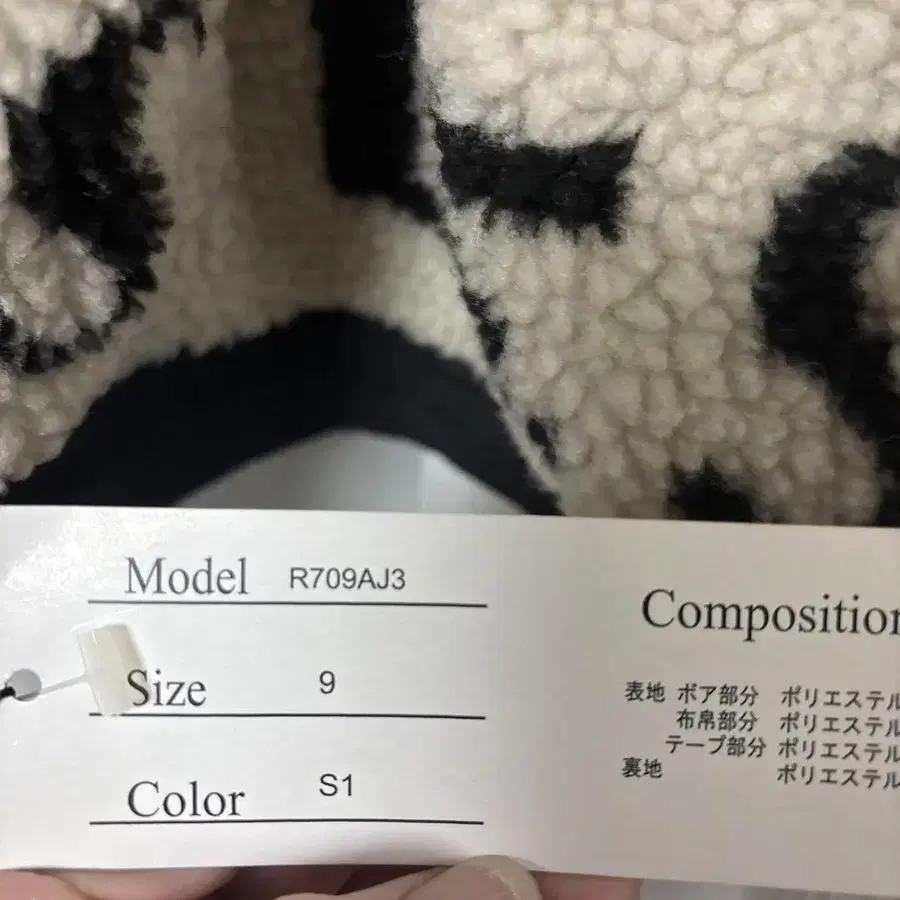 Model R709AJ3
Size 9
Color S1
Composition
表地 ボア部分 ポリエステル
布帛部分 ポリエステル
テープ部分 ポリエステル
裏地 ポリエステル